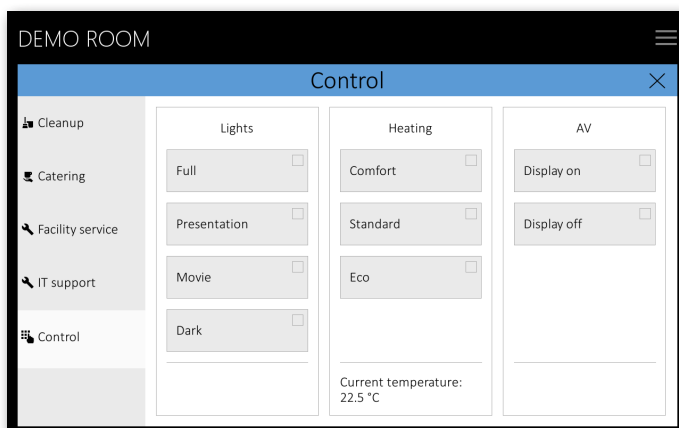 DEMO ROOM
Control
Cleanup
Catering
Facility service
IT support
Control
Lights
Full
Presentation
Movie
Dark
Heating
Comfort
Standard
Eco
Current temperature:
22.5 °C
AV
Display on
Display off